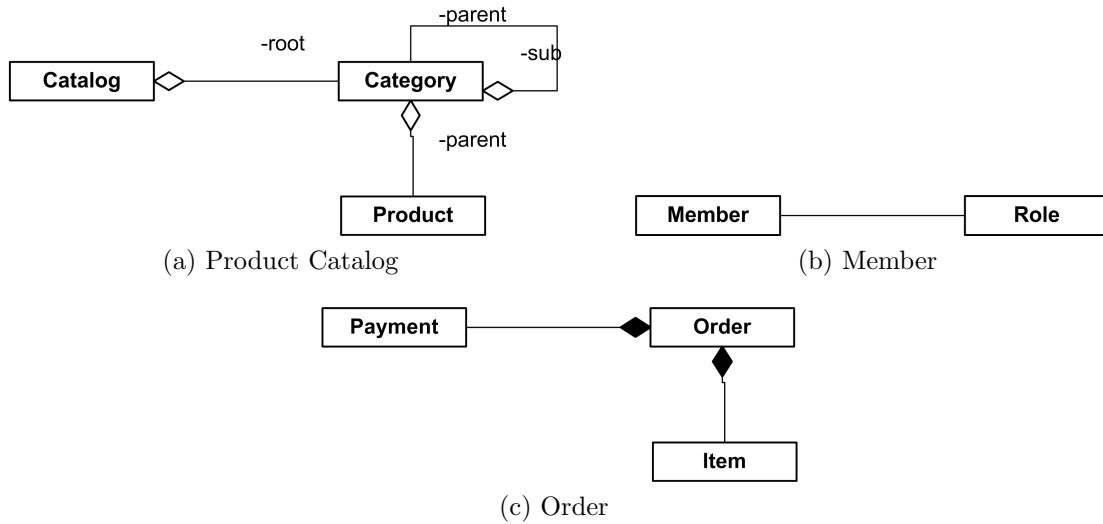 -parent
-root
-sub
Catalog
Category
-parent
Product
Member
Role
(a) Product Catalog
(b) Member
Payment
Order
Item
(c) Order